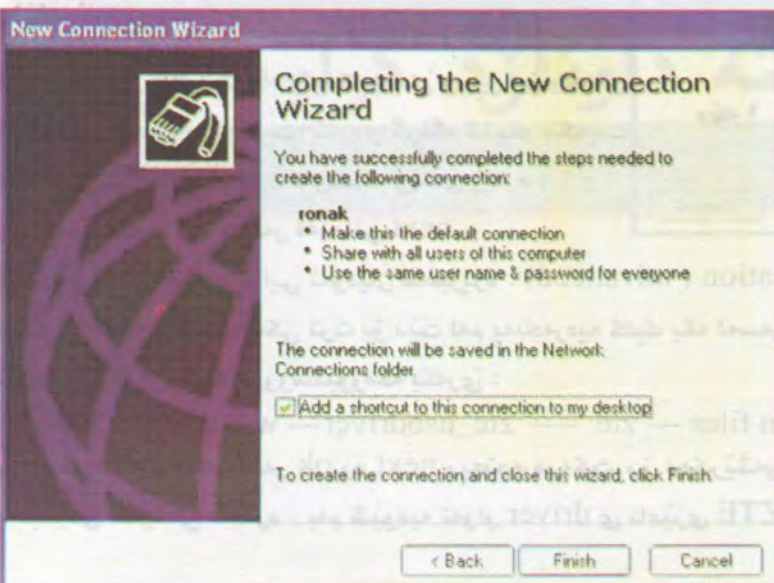 New Connection Wizard
Completing the New Connection
Wizard
You have successfully completed the steps needed to
create the following connection:
ronak
• Make this the default connection
• Share with all users of this computer
• Use the same user name & password for everyone
The connection will be saved in the Network
Connections folder.
Add a shortcut to this connection to my desktop
To create the connection and close this wizard, click Finish.
< Back
Finish
Cancel